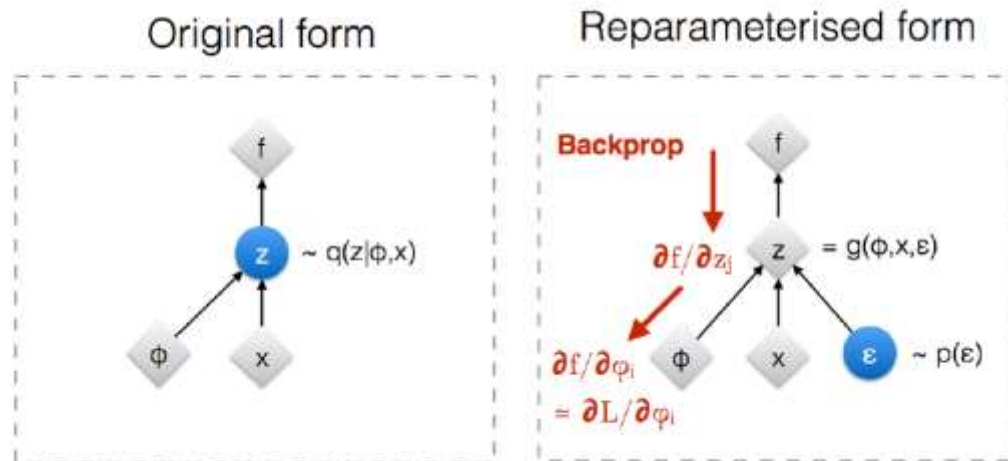 Original form
f
z ~ q(z|φ,x)
φ x
Reparameterised form
Backprop
f
∂f/∂zⱼ
z = g(φ,x,ε)
∂f/∂φᵢ
≃ ∂L/∂φᵢ
φ x ε ~ p(ε)